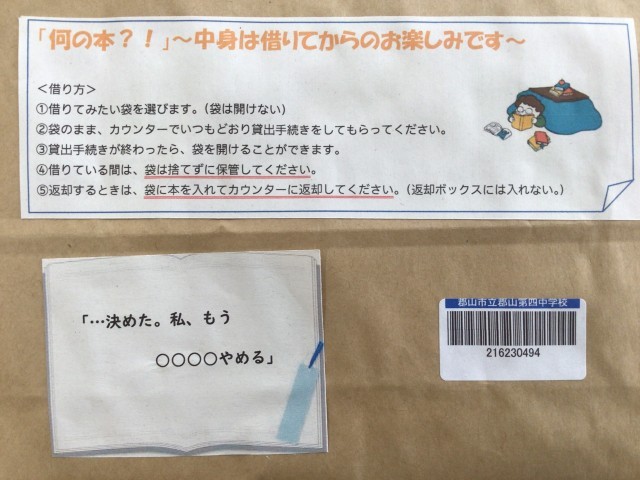 「何の本？！」～中身は借りてからのお楽しみです～
＜借り方＞
①借りてみたい袋を選びます。（袋は開けない）
②袋のまま、カウンターでいつもどおり貸出手続きをしてもらってください。
③貸出手続きが終わったら、袋を開けることができます。
④借りている間は、袋は捨てずに保管してください。
⑤返却するときは、袋に本を入れてカウンターに返却してください。（返却ボックスには入れない。）
「…決めた。私、もう
○○○○やめる」
郡山市立郡山第四中学校
216230494